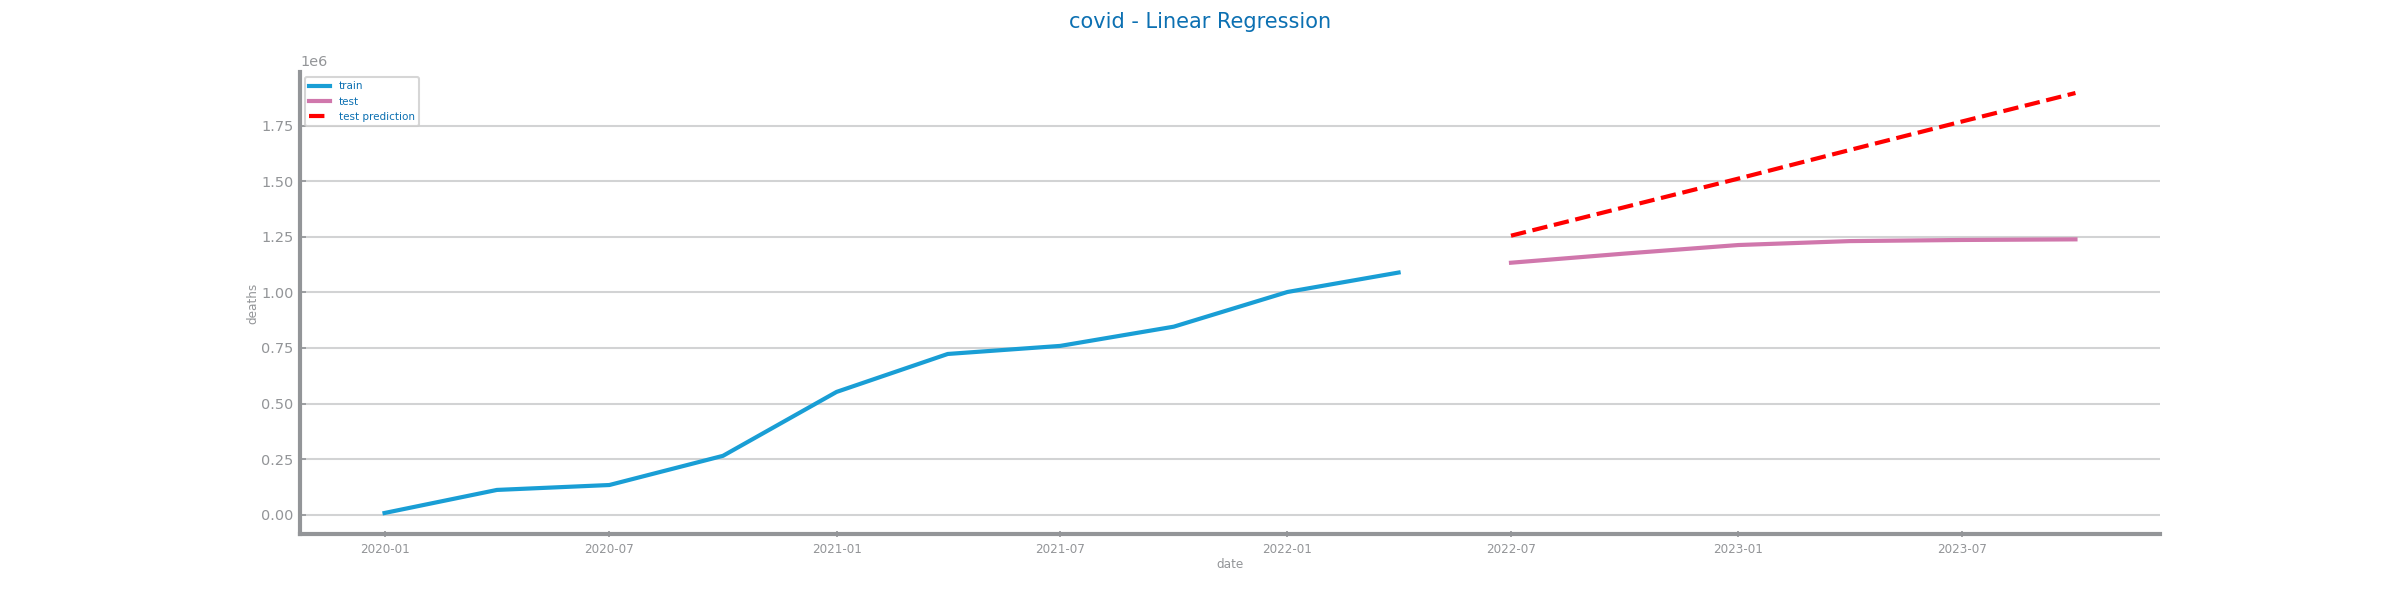 covid - Linear Regression
1e6
train
test
test prediction
1.75
1.50
1.25
1.00
0.75
0.50
0.25
0.00
deaths
2020-01 2020-07 2021-01 2021-07 2022-01 2022-07 2023-01 2023-07
date